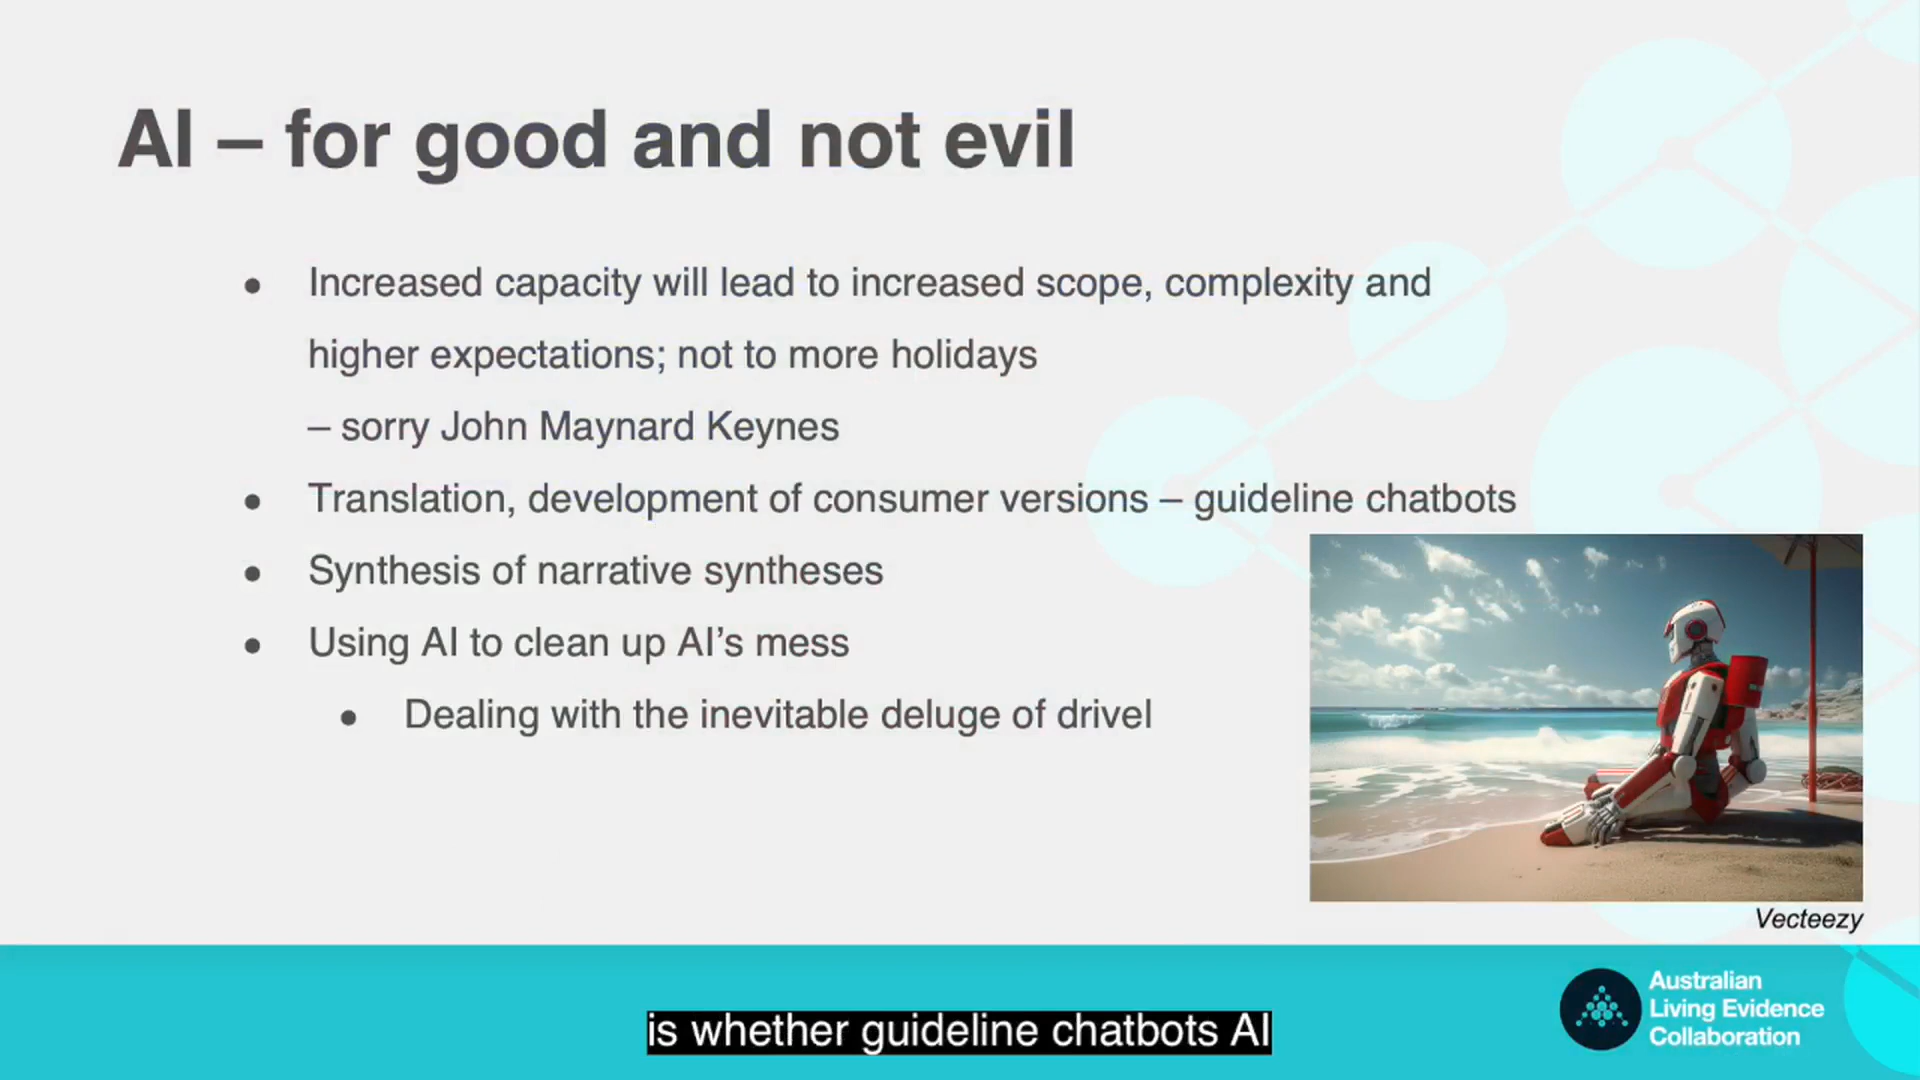 AI – for good and not evil
● Increased capacity will lead to increased scope, complexity and
higher expectations; not to more holidays
– sorry John Maynard Keynes
● Translation, development of consumer versions – guideline chatbots
● Synthesis of narrative syntheses
● Using AI to clean up AI’s mess
● Dealing with the inevitable deluge of drivel
Vecteezy
Australian
Living Evidence
Collaboration
is whether guideline chatbots AI